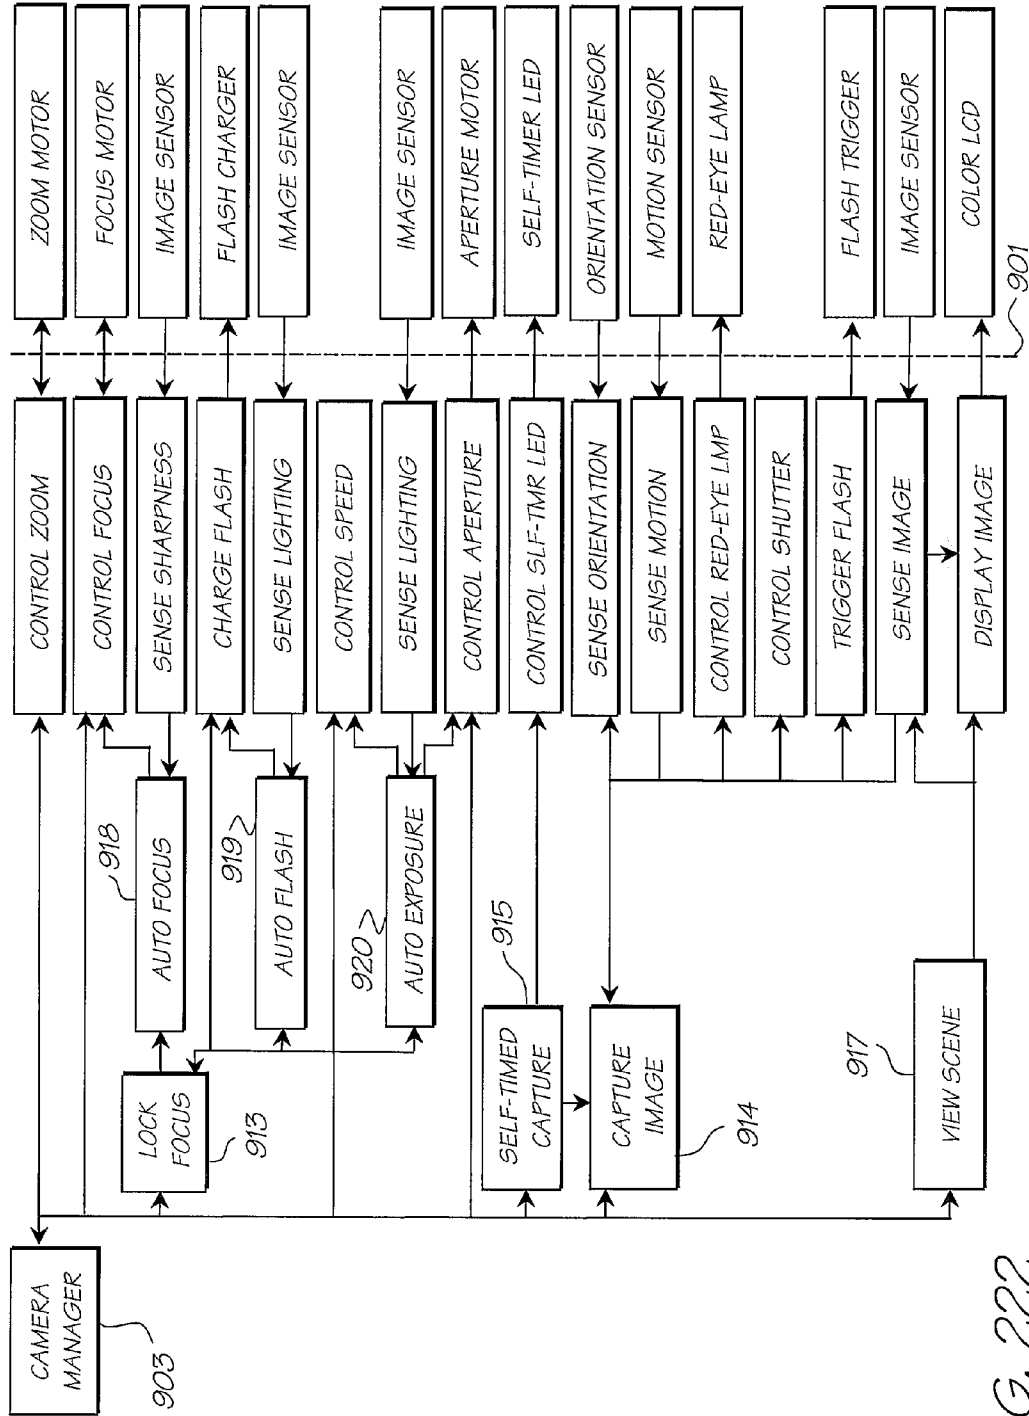 CAMERA
MANAGER
903
LOCK
FOCUS
913
SELF-TIMED
CAPTURE
915
CAPTURE
IMAGE
914
VIEW SCENE
917
AUTO FOCUS
918
AUTO FLASH
919
AUTO EXPOSURE
920
CONTROL ZOOM
CONTROL FOCUS
SENSE SHARPNESS
CHARGE FLASH
SENSE LIGHTING
CONTROL SPEED
SENSE LIGHTING
CONTROL APERTURE
CONTROL SLF-TMR LED
SENSE ORIENTATION
SENSE MOTION
CONTROL RED-EYE LMP
CONTROL SHUTTER
TRIGGER FLASH
SENSE IMAGE
DISPLAY IMAGE
ZOOM MOTOR
FOCUS MOTOR
IMAGE SENSOR
FLASH CHARGER
IMAGE SENSOR
IMAGE SENSOR
APERTURE MOTOR
SELF-TIMER LED
ORIENTATION SENSOR
MOTION SENSOR
RED-EYE LAMP
FLASH TRIGGER
IMAGE SENSOR
COLOR LCD
901
G. 222